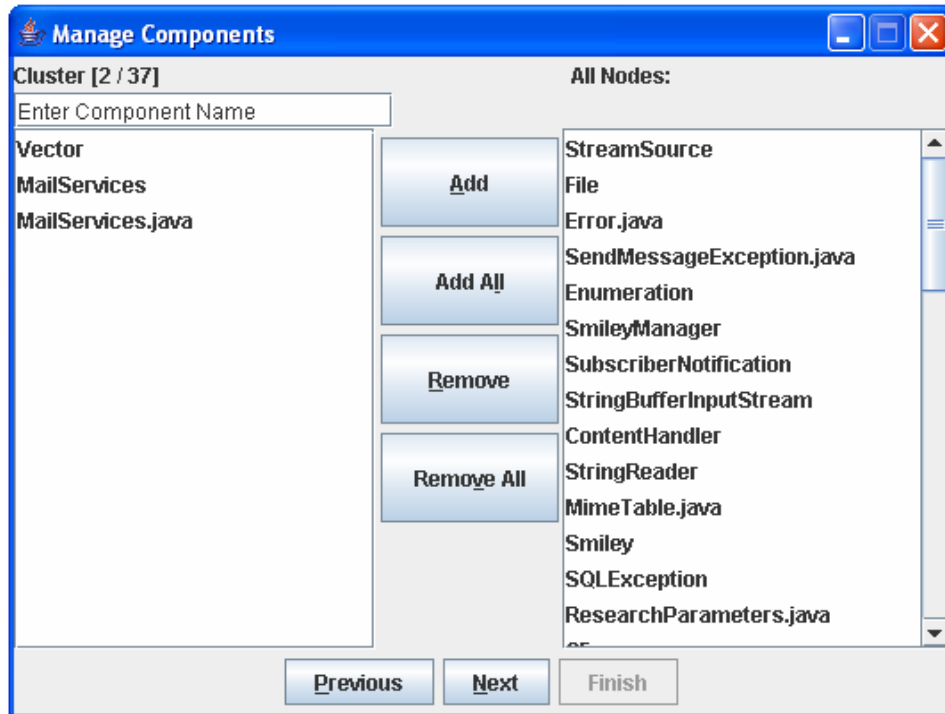 Manage Components
Cluster [2 / 37]
All Nodes:
Enter Component Name
Vector
MailServices
MailServices.java
Add
Add All
Remove
Remove All
StreamSource
File
Error.java
SendMessageException.java
Enumeration
SmileyManager
SubscriberNotification
StringBufferInputStream
ContentHandler
StringReader
MimeTable.java
Smiley
SQLException
ResearchParameters.java
Previous
Next
Finish